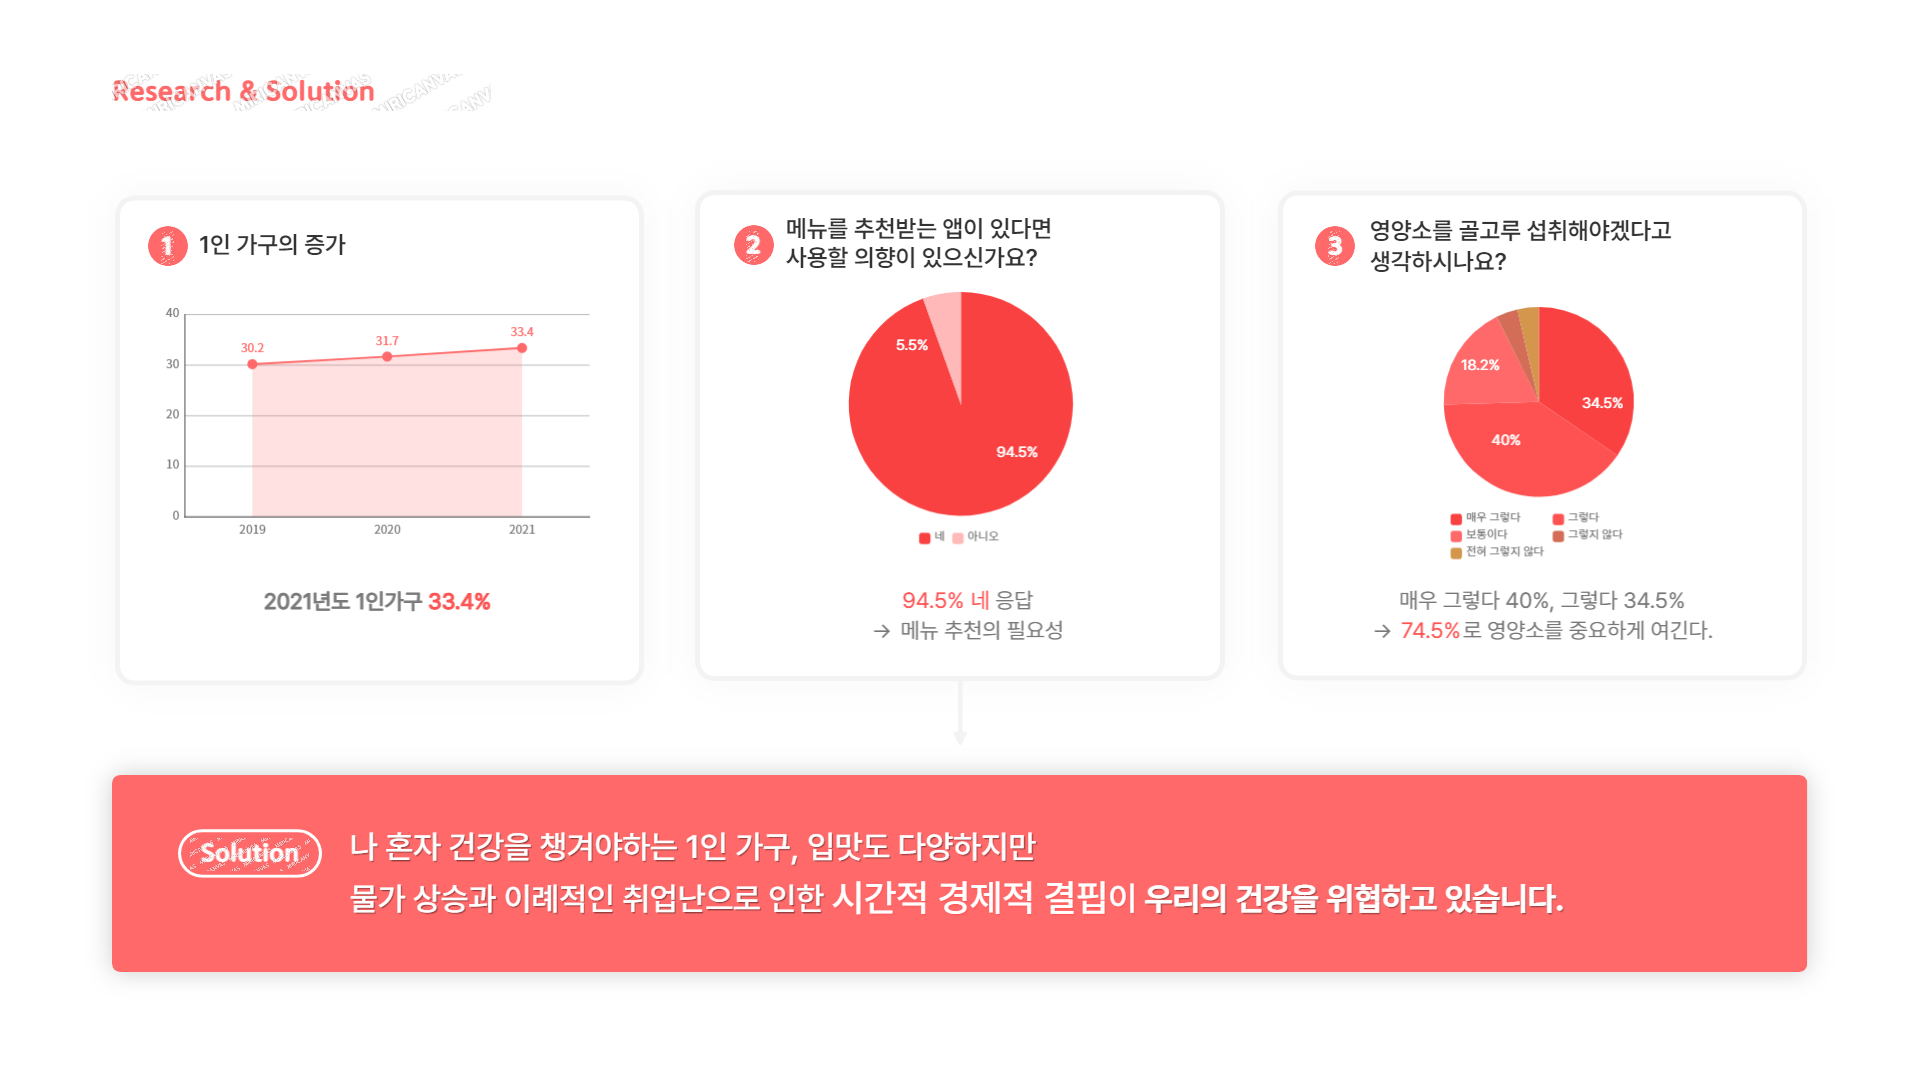 Research & Solution
1
1인 가구의 증가
40
30
20
10
0
30.2
31.7
33.4
2019
2020
2021
2021년도 1인가구 33.4%
2
메뉴를 추천받는 앱이 있다면
사용할 의향이 있으신가요?
5.5%
94.5%
네 아니오
94.5% 네 응답
→ 메뉴 추천의 필요성
3
영양소를 골고루 섭취해야겠다고
생각하시나요?
18.2%
34.5%
40%
매우 그렇다 그렇다
보통이다 그렇지 않다
전혀 그렇지 않다
매우 그렇다 40%, 그렇다 34.5%
→ 74.5%로 영양소를 중요하게 여긴다.
Solution
나 혼자 건강을 챙겨야하는 1인 가구, 입맛도 다양하지만
물가 상승과 이례적인 취업난으로 인한 시간적 경제적 결핍이 우리의 건강을 위협하고 있습니다.